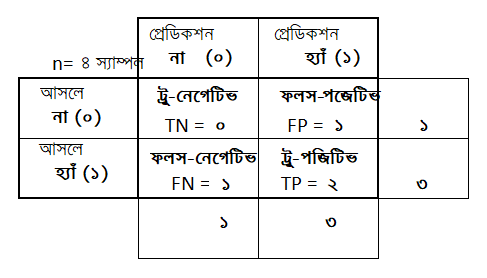 প্রেডিকশন প্রেডিকশন
n= ৪ স্যাম্পল না (০) হ্যাঁ (১)
আসলে ট্রু-নেগেটিভ ফলস-পজেটিভ
না (০) TN = ০ FP = ১ ১
আসলে ফলস-নেগেটিভ ট্রু-পজিটিভ
হ্যাঁ (১) FN = ১ TP = ২ ৩
১ ৩